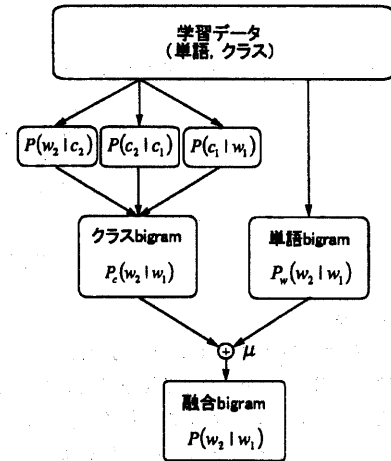 学習データ
(単語, クラス)
P(w₂|c₂) P(c₂|c₁) P(c₁|w₁)
クラスbigram
P_c(w₂|w₁)
単語bigram
P_w(w₂|w₁)
+ μ
融合bigram
P(w₂|w₁)